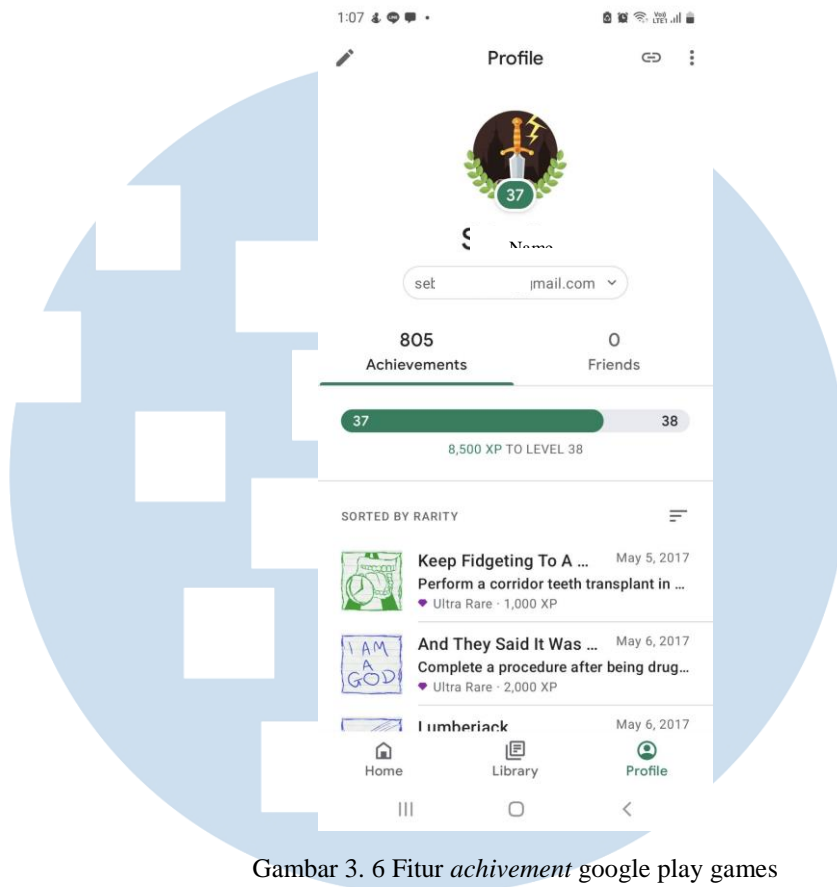 1:07
Profile
37
set gmail.com
805 0
Achievements Friends
37 38
8,500 XP TO LEVEL 38
SORTED BY RARITY
Keep Fidgeting To A ... May 5, 2017
Perform a corridor teeth transplant in ...
Ultra Rare · 1,000 XP
I AM
A
GOD
And They Said It Was ... May 6, 2017
Complete a procedure after being drug...
Ultra Rare · 2,000 XP
Lumberjack May 6, 2017
Home Library Profile
Gambar 3. 6 Fitur achivement google play games